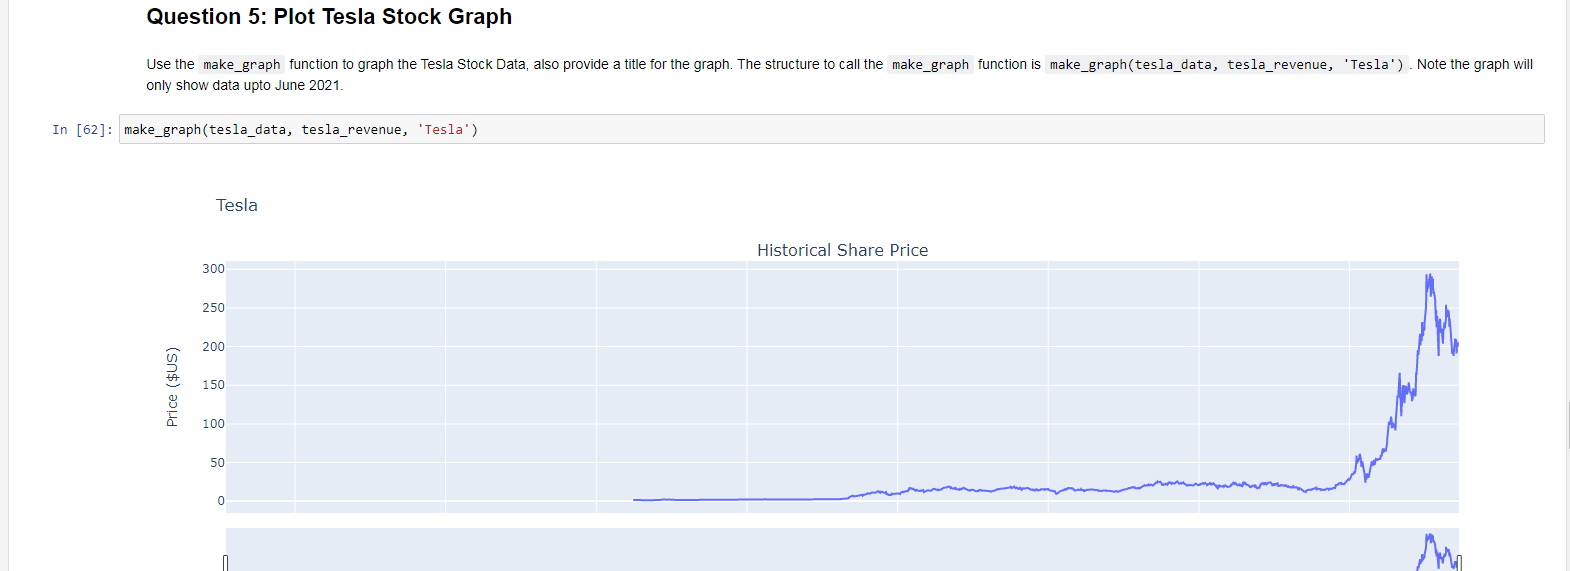 Question 5: Plot Tesla Stock Graph
Use the make_graph function to graph the Tesla Stock Data, also provide a title for the graph. The structure to call the make_graph function is make_graph(tesla_data, tesla_revenue, 'Tesla') . Note the graph will
only show data upto June 2021.
In [62]: make_graph(tesla_data, tesla_revenue, 'Tesla')
Tesla
Historical Share Price
300
250
200
150
100
50
0
Price ($US)